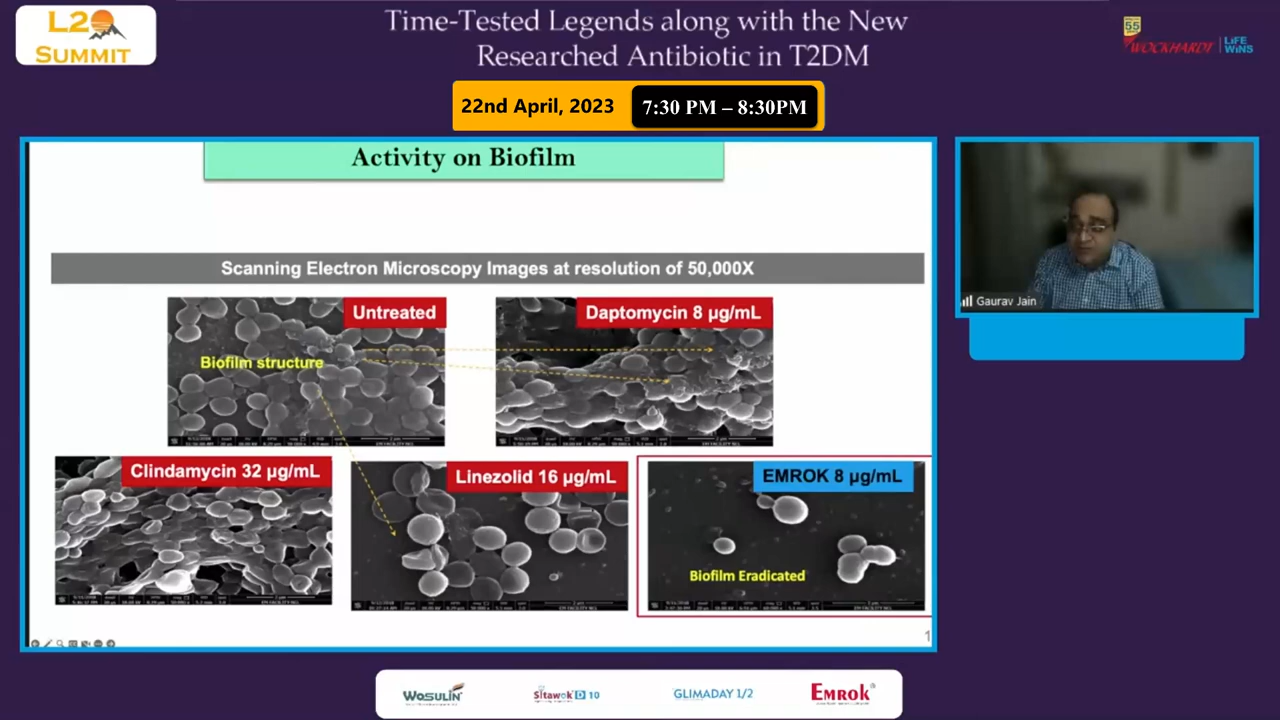 L2
SUMMIT
Time-Tested Legends along with the New
Researched Antibiotic in T2DM
55
WOCKHARDT
LIFE
WINS
22nd April, 2023
7:30 PM – 8:30PM
Activity on Biofilm
Scanning Electron Microscopy Images at resolution of 50,000X
Untreated
Biofilm structure
Daptomycin 8 µg/mL
Clindamycin 32 µg/mL
Linezolid 16 µg/mL
EMROK 8 µg/mL
Biofilm Eradicated
1
Gaurav Jain
WOSULIN
Sitawok D 10
GLIMADAY 1/2
EMROK